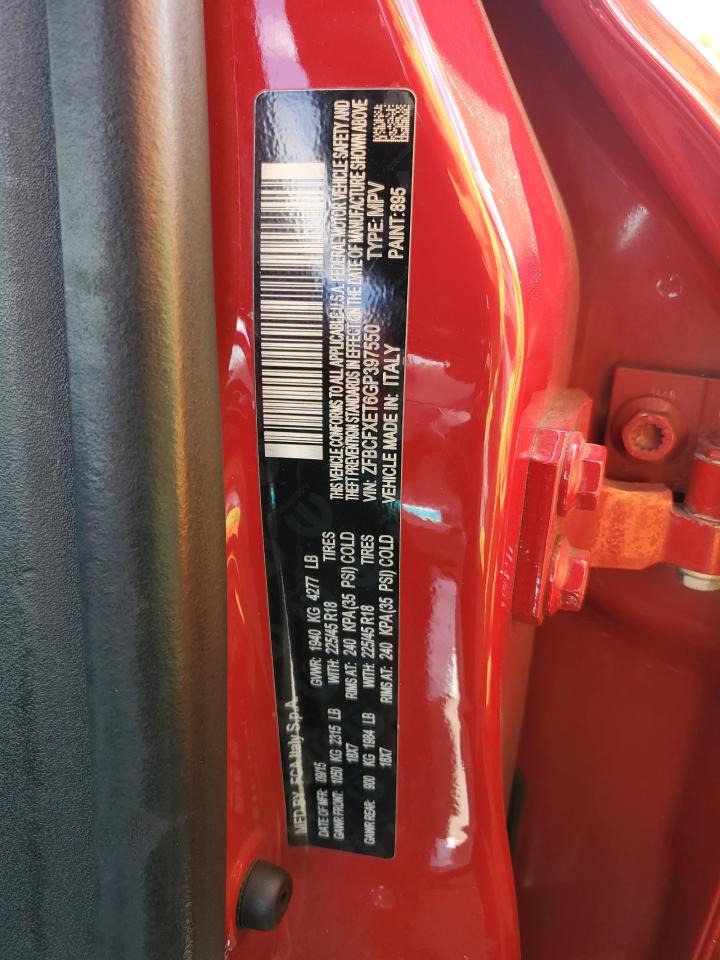 MFD BY: FCA Italy S.p.A.
DATE OF MFR: 09/15 GVWR: 1940 KG 4277 LB
GAWR FRONT: 1050 KG 2315 LB WITH: 225/45 R18 TIRES
18X7 RIMS AT: 240 KPA(35 PSI) COLD
GAWR REAR: 900 KG 1984 LB WITH: 225/45 R18 TIRES
18X7 RIMS AT: 240 KPA(35 PSI) COLD
THIS VEHICLE CONFORMS TO ALL APPLICABLE U.S.A. FEDERAL MOTOR VEHICLE SAFETY AND
THEFT PREVENTION STANDARDS IN EFFECT ON THE DATE OF MANUFACTURE SHOWN ABOVE
VIN: ZFBCFXET6GP397550 TYPE: MPV
VEHICLE MADE IN: ITALY PAINT: 895